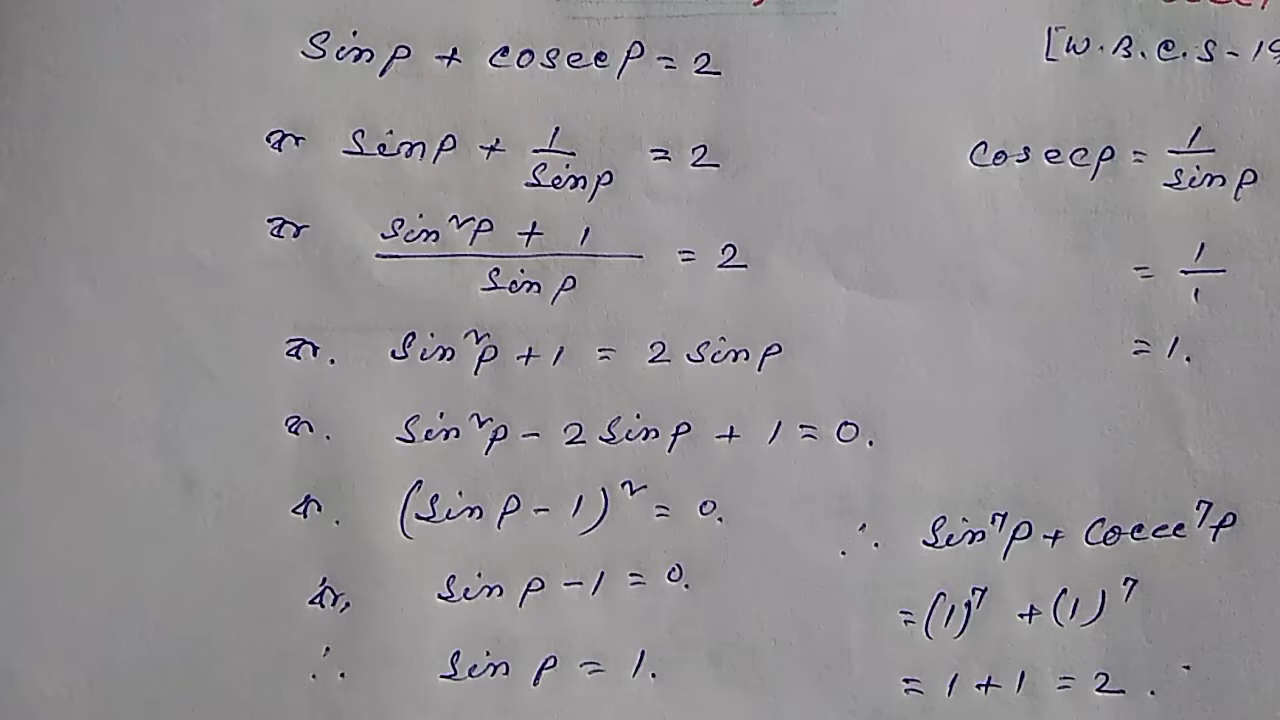 Sinp + cosecp = 2
[W.B.C.S-19
বা Sinp + 1/Sinp = 2
Cosecp = 1/sinp
বা (Sin²p + 1)/Sinp = 2
= 1/1
বা. Sin²p + 1 = 2 Sinp
= 1.
বা. Sin²p - 2 Sinp + 1 = 0.
বা. (Sinp - 1)² = 0.
∴ Sin⁷p + Cosec⁷p
বা, Sinp - 1 = 0.
= (1)⁷ + (1)⁷
∴ Sinp = 1.
= 1 + 1 = 2.